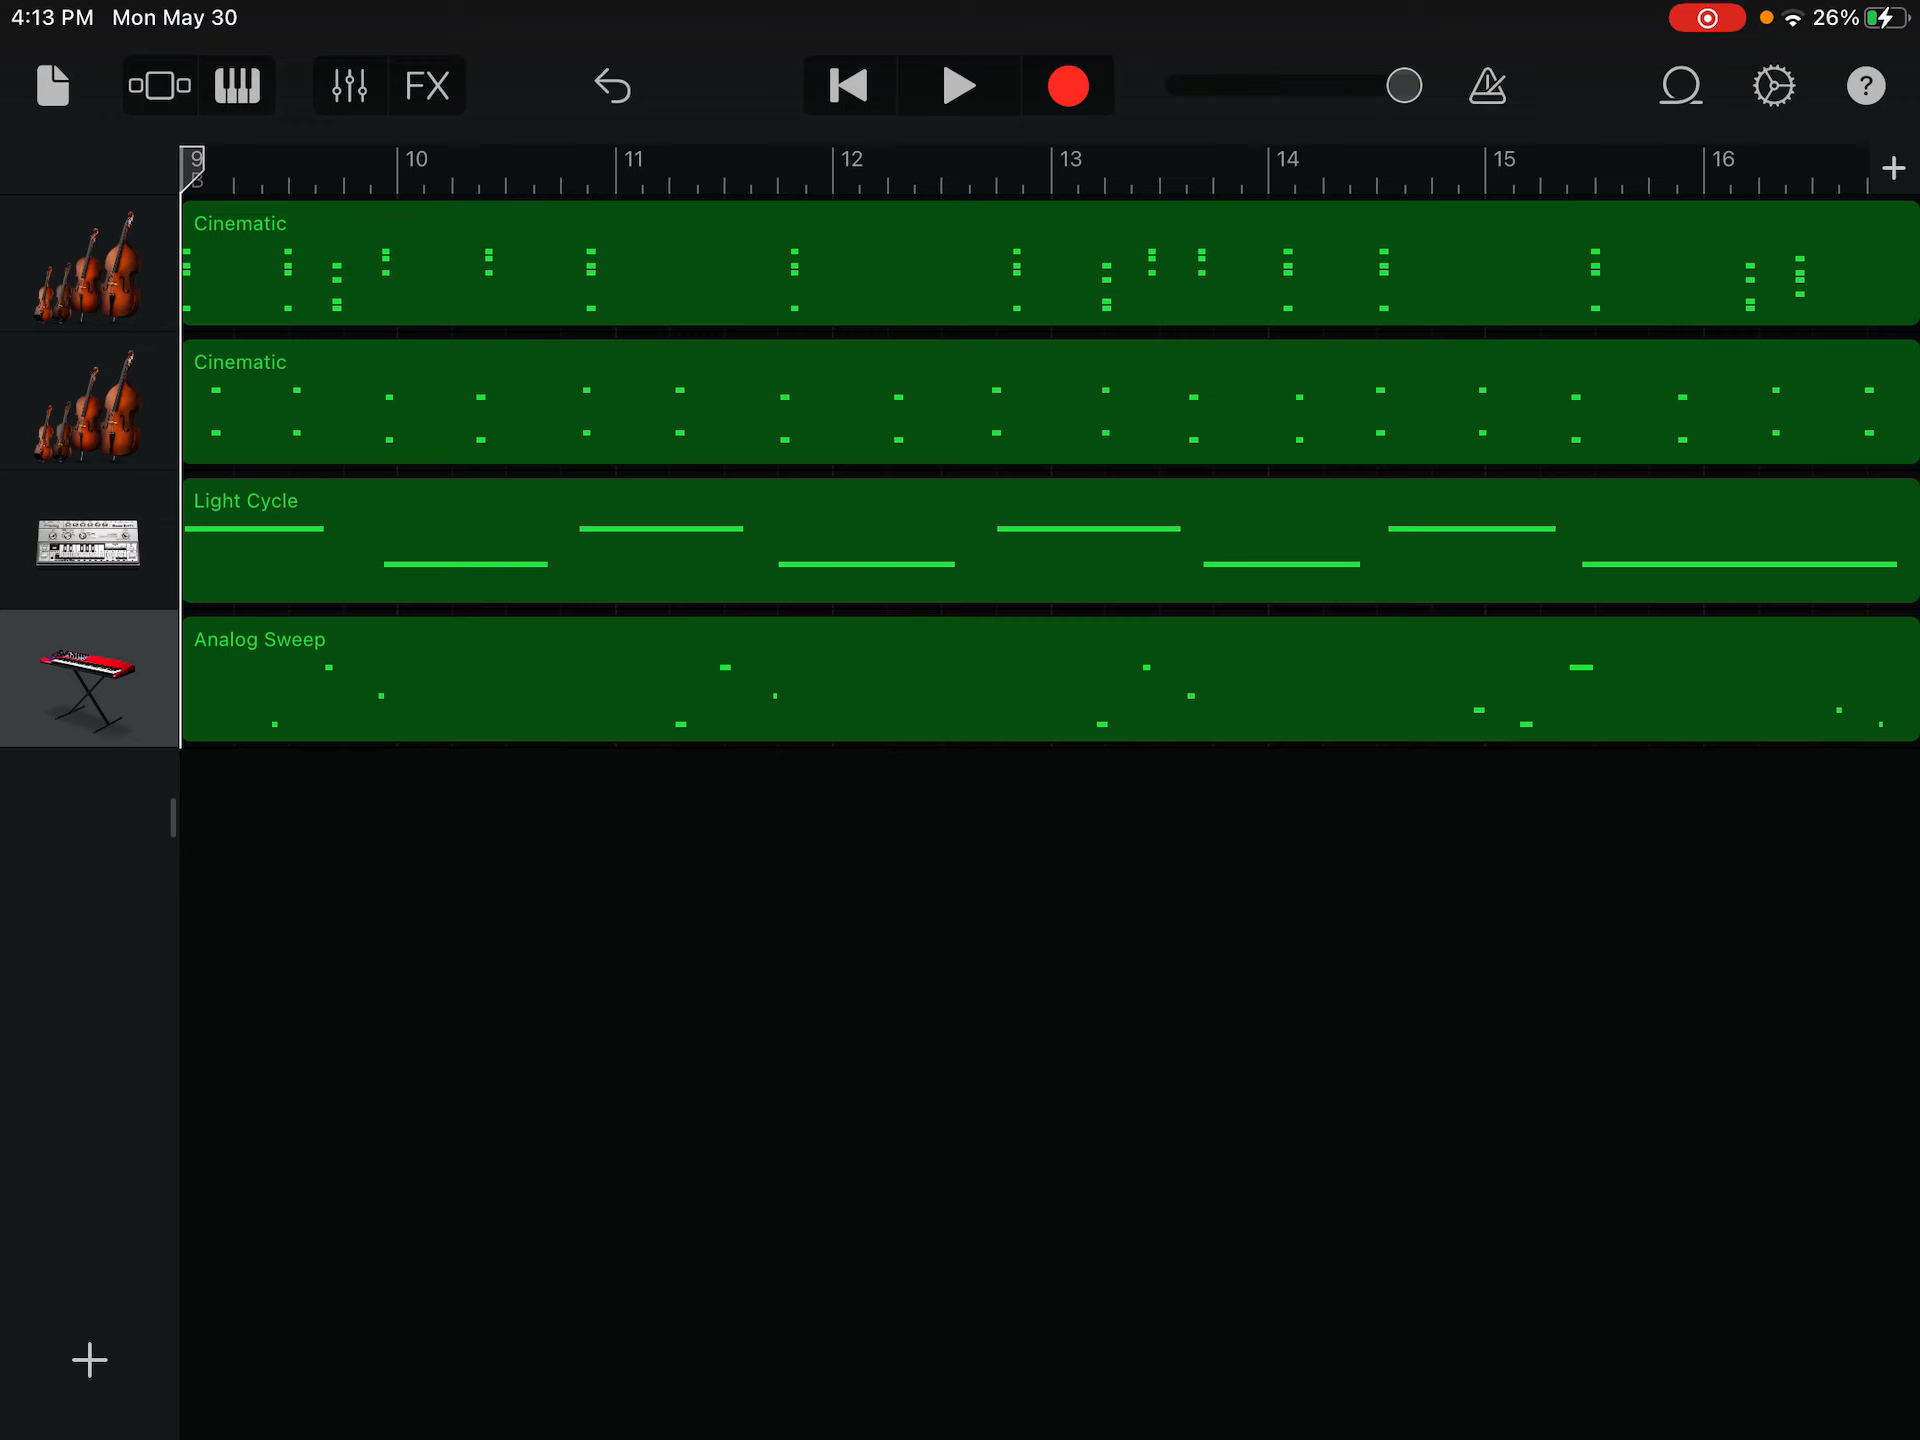 4:13 PM Mon May 30
26%
FX
?
9 10 11 12 13 14 15 16
B
Cinematic
Cinematic
Light Cycle
Analog Sweep